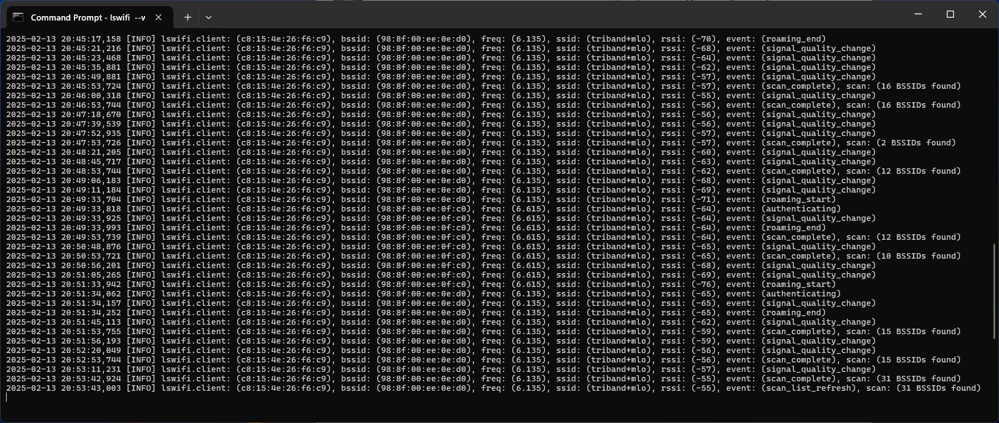 Command Prompt - lswifi --w
2025-02-13 20:45:17,158 [INFO] lswifi.client: (c8:15:4e:26:f6:c9), bssid: (98:8f:00:ee:0e:d0), freq: (6.135), ssid: (triband+mlo), rssi: (-70), event: (roaming_end)
2025-02-13 20:45:21,216 [INFO] lswifi.client: (c8:15:4e:26:f6:c9), bssid: (98:8f:00:ee:0e:d0), freq: (6.135), ssid: (triband+mlo), rssi: (-68), event: (signal_quality_change)
2025-02-13 20:45:23,468 [INFO] lswifi.client: (c8:15:4e:26:f6:c9), bssid: (98:8f:00:ee:0e:d0), freq: (6.135), ssid: (triband+mlo), rssi: (-64), event: (signal_quality_change)
2025-02-13 20:45:35,881 [INFO] lswifi.client: (c8:15:4e:26:f6:c9), bssid: (98:8f:00:ee:0e:d0), freq: (6.135), ssid: (triband+mlo), rssi: (-62), event: (signal_quality_change)
2025-02-13 20:45:49,881 [INFO] lswifi.client: (c8:15:4e:26:f6:c9), bssid: (98:8f:00:ee:0e:d0), freq: (6.135), ssid: (triband+mlo), rssi: (-57), event: (signal_quality_change)
2025-02-13 20:45:53,724 [INFO] lswifi.client: (c8:15:4e:26:f6:c9), bssid: (98:8f:00:ee:0e:d0), freq: (6.135), ssid: (triband+mlo), rssi: (-57), event: (scan_complete), scan: (16 BSSIDs found)
2025-02-13 20:46:00,318 [INFO] lswifi.client: (c8:15:4e:26:f6:c9), bssid: (98:8f:00:ee:0e:d0), freq: (6.135), ssid: (triband+mlo), rssi: (-55), event: (signal_quality_change)
2025-02-13 20:46:53,744 [INFO] lswifi.client: (c8:15:4e:26:f6:c9), bssid: (98:8f:00:ee:0e:d0), freq: (6.135), ssid: (triband+mlo), rssi: (-56), event: (scan_complete), scan: (16 BSSIDs found)
2025-02-13 20:47:18,670 [INFO] lswifi.client: (c8:15:4e:26:f6:c9), bssid: (98:8f:00:ee:0e:d0), freq: (6.135), ssid: (triband+mlo), rssi: (-56), event: (signal_quality_change)
2025-02-13 20:47:39,539 [INFO] lswifi.client: (c8:15:4e:26:f6:c9), bssid: (98:8f:00:ee:0e:d0), freq: (6.135), ssid: (triband+mlo), rssi: (-56), event: (signal_quality_change)
2025-02-13 20:47:52,935 [INFO] lswifi.client: (c8:15:4e:26:f6:c9), bssid: (98:8f:00:ee:0e:d0), freq: (6.135), ssid: (triband+mlo), rssi: (-57), event: (signal_quality_change)
2025-02-13 20:47:53,726 [INFO] lswifi.client: (c8:15:4e:26:f6:c9), bssid: (98:8f:00:ee:0e:d0), freq: (6.135), ssid: (triband+mlo), rssi: (-57), event: (scan_complete), scan: (2 BSSIDs found)
2025-02-13 20:48:21,205 [INFO] lswifi.client: (c8:15:4e:26:f6:c9), bssid: (98:8f:00:ee:0e:d0), freq: (6.135), ssid: (triband+mlo), rssi: (-60), event: (signal_quality_change)
2025-02-13 20:48:45,717 [INFO] lswifi.client: (c8:15:4e:26:f6:c9), bssid: (98:8f:00:ee:0e:d0), freq: (6.135), ssid: (triband+mlo), rssi: (-63), event: (signal_quality_change)
2025-02-13 20:48:53,744 [INFO] lswifi.client: (c8:15:4e:26:f6:c9), bssid: (98:8f:00:ee:0e:d0), freq: (6.135), ssid: (triband+mlo), rssi: (-62), event: (scan_complete), scan: (12 BSSIDs found)
2025-02-13 20:49:06,183 [INFO] lswifi.client: (c8:15:4e:26:f6:c9), bssid: (98:8f:00:ee:0e:d0), freq: (6.135), ssid: (triband+mlo), rssi: (-68), event: (signal_quality_change)
2025-02-13 20:49:11,184 [INFO] lswifi.client: (c8:15:4e:26:f6:c9), bssid: (98:8f:00:ee:0e:d0), freq: (6.135), ssid: (triband+mlo), rssi: (-69), event: (signal_quality_change)
2025-02-13 20:49:33,704 [INFO] lswifi.client: (c8:15:4e:26:f6:c9), bssid: (98:8f:00:ee:0e:d0), freq: (6.135), ssid: (triband+mlo), rssi: (-71), event: (roaming_start)
2025-02-13 20:49:33,818 [INFO] lswifi.client: (c8:15:4e:26:f6:c9), bssid: (98:8f:00:ee:0f:c0), freq: (6.615), ssid: (triband+mlo), rssi: (-64), event: (authenticating)
2025-02-13 20:49:33,925 [INFO] lswifi.client: (c8:15:4e:26:f6:c9), bssid: (98:8f:00:ee:0f:c0), freq: (6.615), ssid: (triband+mlo), rssi: (-64), event: (signal_quality_change)
2025-02-13 20:49:33,993 [INFO] lswifi.client: (c8:15:4e:26:f6:c9), bssid: (98:8f:00:ee:0f:c0), freq: (6.615), ssid: (triband+mlo), rssi: (-64), event: (roaming_end)
2025-02-13 20:49:53,739 [INFO] lswifi.client: (c8:15:4e:26:f6:c9), bssid: (98:8f:00:ee:0f:c0), freq: (6.615), ssid: (triband+mlo), rssi: (-64), event: (scan_complete), scan: (12 BSSIDs found)
2025-02-13 20:50:48,876 [INFO] lswifi.client: (c8:15:4e:26:f6:c9), bssid: (98:8f:00:ee:0f:c0), freq: (6.615), ssid: (triband+mlo), rssi: (-65), event: (signal_quality_change)
2025-02-13 20:50:53,721 [INFO] lswifi.client: (c8:15:4e:26:f6:c9), bssid: (98:8f:00:ee:0f:c0), freq: (6.615), ssid: (triband+mlo), rssi: (-65), event: (scan_complete), scan: (10 BSSIDs found)
2025-02-13 20:50:56,201 [INFO] lswifi.client: (c8:15:4e:26:f6:c9), bssid: (98:8f:00:ee:0f:c0), freq: (6.615), ssid: (triband+mlo), rssi: (-68), event: (signal_quality_change)
2025-02-13 20:51:05,265 [INFO] lswifi.client: (c8:15:4e:26:f6:c9), bssid: (98:8f:00:ee:0f:c0), freq: (6.615), ssid: (triband+mlo), rssi: (-69), event: (signal_quality_change)
2025-02-13 20:51:33,942 [INFO] lswifi.client: (c8:15:4e:26:f6:c9), bssid: (98:8f:00:ee:0f:c0), freq: (6.615), ssid: (triband+mlo), rssi: (-76), event: (roaming_start)
2025-02-13 20:51:34,062 [INFO] lswifi.client: (c8:15:4e:26:f6:c9), bssid: (98:8f:00:ee:0e:d0), freq: (6.135), ssid: (triband+mlo), rssi: (-65), event: (authenticating)
2025-02-13 20:51:34,157 [INFO] lswifi.client: (c8:15:4e:26:f6:c9), bssid: (98:8f:00:ee:0e:d0), freq: (6.135), ssid: (triband+mlo), rssi: (-65), event: (signal_quality_change)
2025-02-13 20:51:34,252 [INFO] lswifi.client: (c8:15:4e:26:f6:c9), bssid: (98:8f:00:ee:0e:d0), freq: (6.135), ssid: (triband+mlo), rssi: (-65), event: (roaming_end)
2025-02-13 20:51:45,113 [INFO] lswifi.client: (c8:15:4e:26:f6:c9), bssid: (98:8f:00:ee:0e:d0), freq: (6.135), ssid: (triband+mlo), rssi: (-62), event: (signal_quality_change)
2025-02-13 20:51:53,755 [INFO] lswifi.client: (c8:15:4e:26:f6:c9), bssid: (98:8f:00:ee:0e:d0), freq: (6.135), ssid: (triband+mlo), rssi: (-59), event: (scan_complete), scan: (15 BSSIDs found)
2025-02-13 20:51:56,193 [INFO] lswifi.client: (c8:15:4e:26:f6:c9), bssid: (98:8f:00:ee:0e:d0), freq: (6.135), ssid: (triband+mlo), rssi: (-59), event: (signal_quality_change)
2025-02-13 20:52:20,049 [INFO] lswifi.client: (c8:15:4e:26:f6:c9), bssid: (98:8f:00:ee:0e:d0), freq: (6.135), ssid: (triband+mlo), rssi: (-56), event: (signal_quality_change)
2025-02-13 20:52:53,744 [INFO] lswifi.client: (c8:15:4e:26:f6:c9), bssid: (98:8f:00:ee:0e:d0), freq: (6.135), ssid: (triband+mlo), rssi: (-56), event: (scan_complete), scan: (15 BSSIDs found)
2025-02-13 20:53:11,231 [INFO] lswifi.client: (c8:15:4e:26:f6:c9), bssid: (98:8f:00:ee:0e:d0), freq: (6.135), ssid: (triband+mlo), rssi: (-57), event: (signal_quality_change)
2025-02-13 20:53:42,924 [INFO] lswifi.client: (c8:15:4e:26:f6:c9), bssid: (98:8f:00:ee:0e:d0), freq: (6.135), ssid: (triband+mlo), rssi: (-55), event: (scan_complete), scan: (31 BSSIDs found)
2025-02-13 20:53:43,003 [INFO] lswifi.client: (c8:15:4e:26:f6:c9), bssid: (98:8f:00:ee:0e:d0), freq: (6.135), ssid: (triband+mlo), rssi: (-55), event: (scan_list_refresh), scan: (31 BSSIDs found)